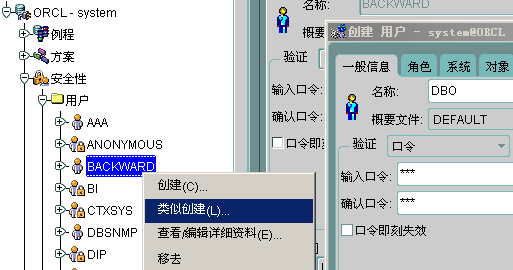 ORCL - system
例程
方案
安全性
用户
AAA
ANONYMOUS
BACKWARD
BI
CTXSYS
DBSNMP
DIP
创建(C)...
类似创建(L)...
查看/编辑详细资料(E)...
移去
名称: BACKWARD
概要文
验证
输入口令:
确认口令:
口令即
创建 用户 - system@ORCL
一般信息 角色 系统 对象
名称: DBO
概要文件: DEFAULT
验证 口令
输入口令: ***
确认口令: ***
口令即刻失效